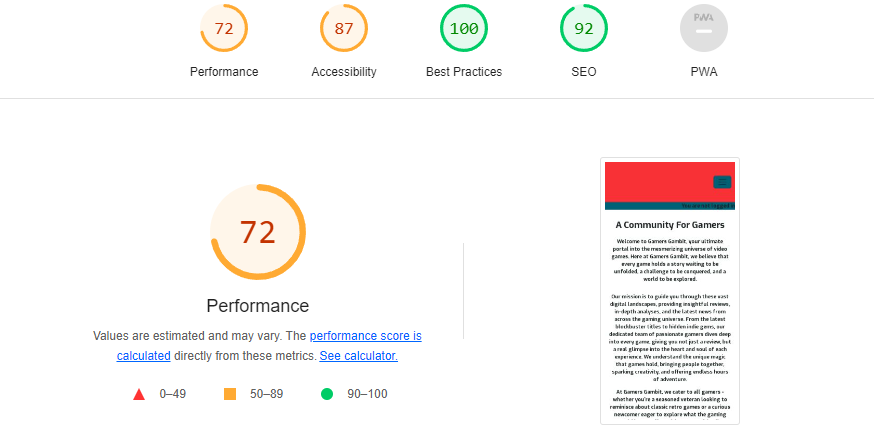 72
87
100
92
PWA
Performance
Accessibility
Best Practices
SEO
PWA
72
Performance
Values are estimated and may vary. The performance score is
calculated directly from these metrics. See calculator.
0–49
50–89
90–100
You are not logged in
A Community For Gamers
Welcome to Gamers Gambit, your ultimate
portal into the mesmerizing universe of video
games. Here at Gamers Gambit, we believe that
every game holds a story waiting to be
unfolded, a challenge to be conquered, and a
world to be explored.
Our mission is to guide you through these vast
digital landscapes, providing insightful reviews,
in-depth analyses, and the latest news from
across the gaming universe. From the latest
blockbuster titles to hidden indie gems, our
dedicated team of passionate gamers dives deep
into every game, giving you not just a review, but
a real glimpse into the heart and soul of each
experience. We understand the unique magic
that games hold, bringing people together,
sparking creativity, and offering endless hours
of adventure.
At Gamers Gambit, we cater to all gamers –
whether you're a seasoned veteran looking to
reminisce about classic retro games or a curious
newcomer eager to explore what the gaming